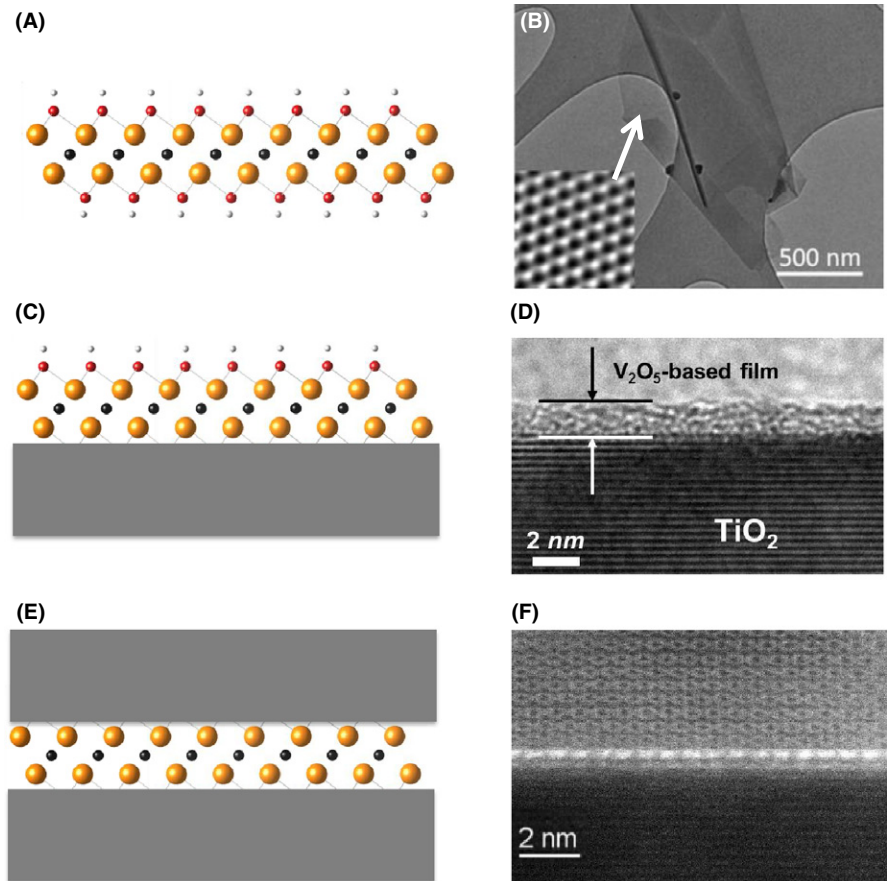 (A)
(B)
500 nm
(C)
(D)
V₂O₅-based film
TiO₂
2 nm
(E)
(F)
2 nm